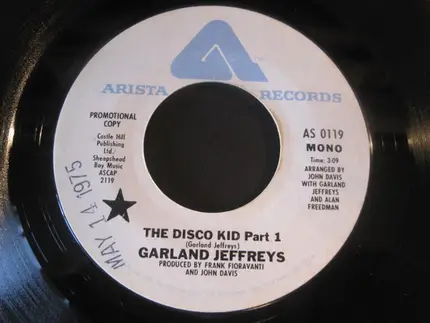 ARISTA RECORDS
PROMOTIONAL
COPY
Castle Hill
Publishing
Ltd./
Sheepshead
Bay Music
ASCAP
2119
AS 0119
MONO
Time: 3:09
ARRANGED BY
JOHN DAVIS
WITH GARLAND
JEFFREYS
AND ALAN
FREEDMAN
MAY 14 1975
THE DISCO KID Part 1
(Garland Jeffreys)
GARLAND JEFFREYS
PRODUCED BY FRANK FIORAVANTI
AND JOHN DAVIS